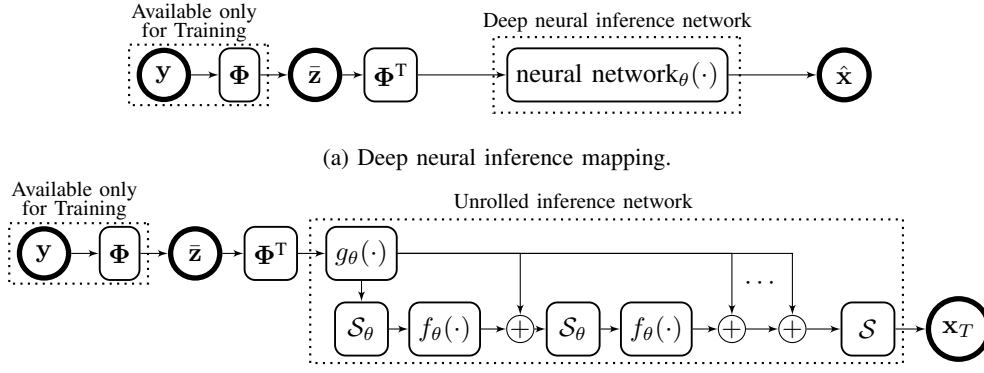 Available only
for Training
Deep neural inference network
y Φ z̄ Φᵀ neural network_θ(·) x̂
(a) Deep neural inference mapping.
Available only
for Training
Unrolled inference network
y Φ z̄ Φᵀ g_θ(·)
...
S_θ f_θ(·) + S_θ f_θ(·) + + S x_T